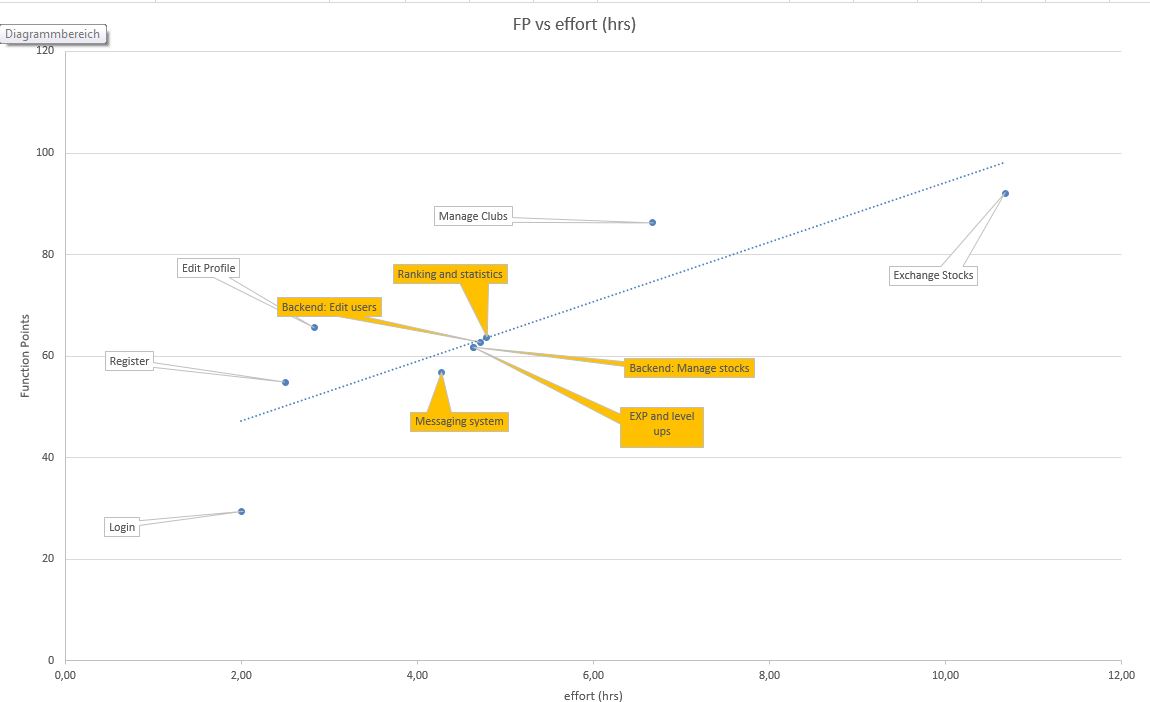 FP vs effort (hrs)
Diagrammbereich
120
100
80
60
40
20
0
Function Points
Manage Clubs
Edit Profile
Ranking and statistics
Exchange Stocks
Backend: Edit users
Register
Backend: Manage stocks
Messaging system
EXP and level
ups
Login
0,00
2,00
4,00
6,00
8,00
10,00
12,00
effort (hrs)